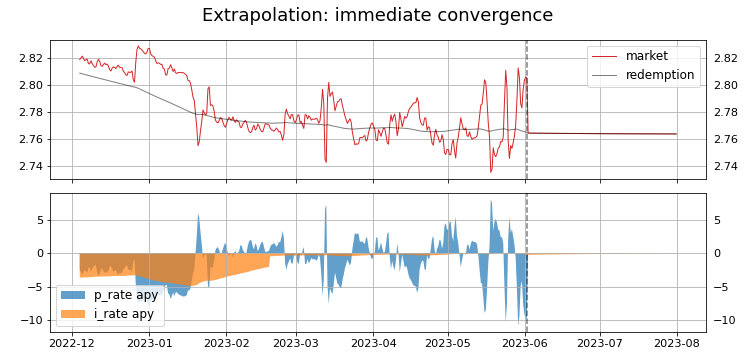 Extrapolation: immediate convergence
2.82 2.82
2.80 2.80
2.78 2.78
2.76 2.76
2.74 2.74
market
redemption
5 5
0 0
−5 −5
−10 −10
p_rate apy
i_rate apy
2022-12 2023-01 2023-02 2023-03 2023-04 2023-05 2023-06 2023-07 2023-08